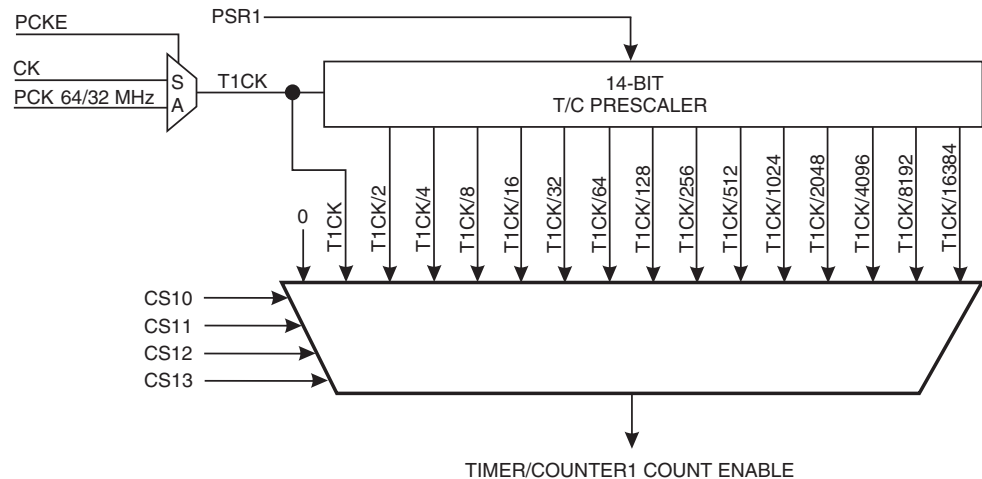 PCKE
PSR1
CK
PCK 64/32 MHz
S
A
T1CK
14-BIT
T/C PRESCALER
0
T1CK
T1CK/2
T1CK/4
T1CK/8
T1CK/16
T1CK/32
T1CK/64
T1CK/128
T1CK/256
T1CK/512
T1CK/1024
T1CK/2048
T1CK/4096
T1CK/8192
T1CK/16384
CS10
CS11
CS12
CS13
TIMER/COUNTER1 COUNT ENABLE